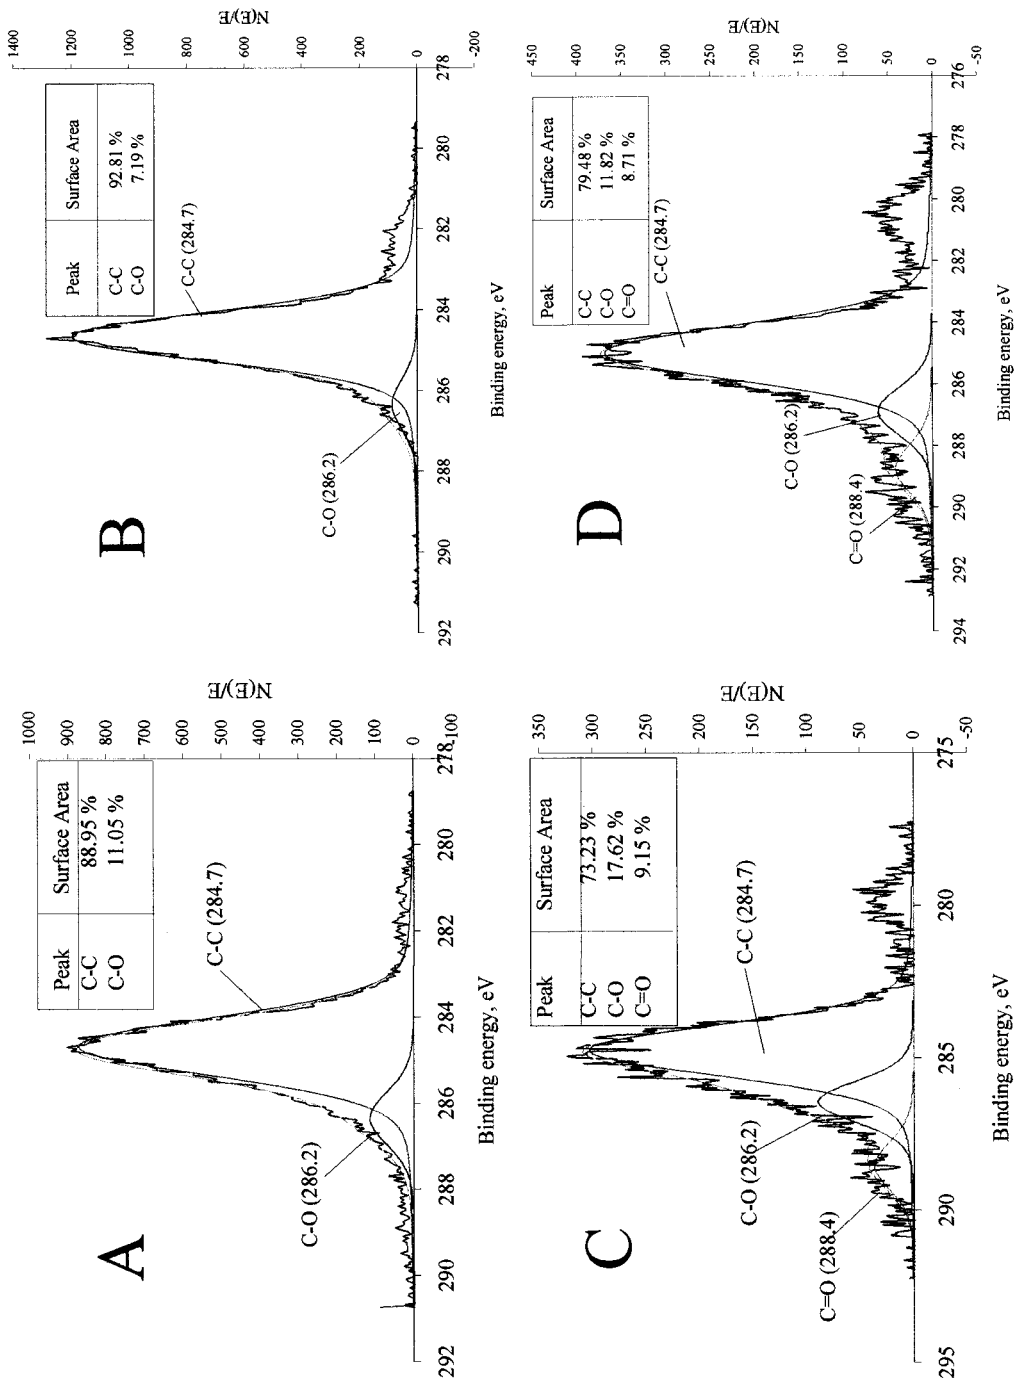 A
Peak Surface Area
C-C 88.95 %
C-O 11.05 %
C-C (284.7)
C-O (286.2)
N(E)/E
1000
900
800
700
600
500
400
300
200
100
0
-100
292 290 288 286 284 282 280 278
Binding energy, eV
B
Peak Surface Area
C-C 92.81 %
C-O 7.19 %
C-C (284.7)
C-O (286.2)
N(E)/E
1400
1200
1000
800
600
400
200
0
-200
292 290 288 286 284 282 280 278
Binding energy, eV
C
Peak Surface Area
C-C 73.23 %
C-O 17.62 %
C=O 9.15 %
C-C (284.7)
C-O (286.2)
C=O (288.4)
N(E)/E
350
300
250
200
150
100
50
0
-50
295 290 285 280 275
Binding energy, eV
D
Peak Surface Area
C-C 79.48 %
C-O 11.82 %
C=O 8.71 %
C-C (284.7)
C-O (286.2)
C=O (288.4)
N(E)/E
450
400
350
300
250
200
150
100
50
0
-50
294 292 290 288 286 284 282 280 278 276
Binding energy, eV